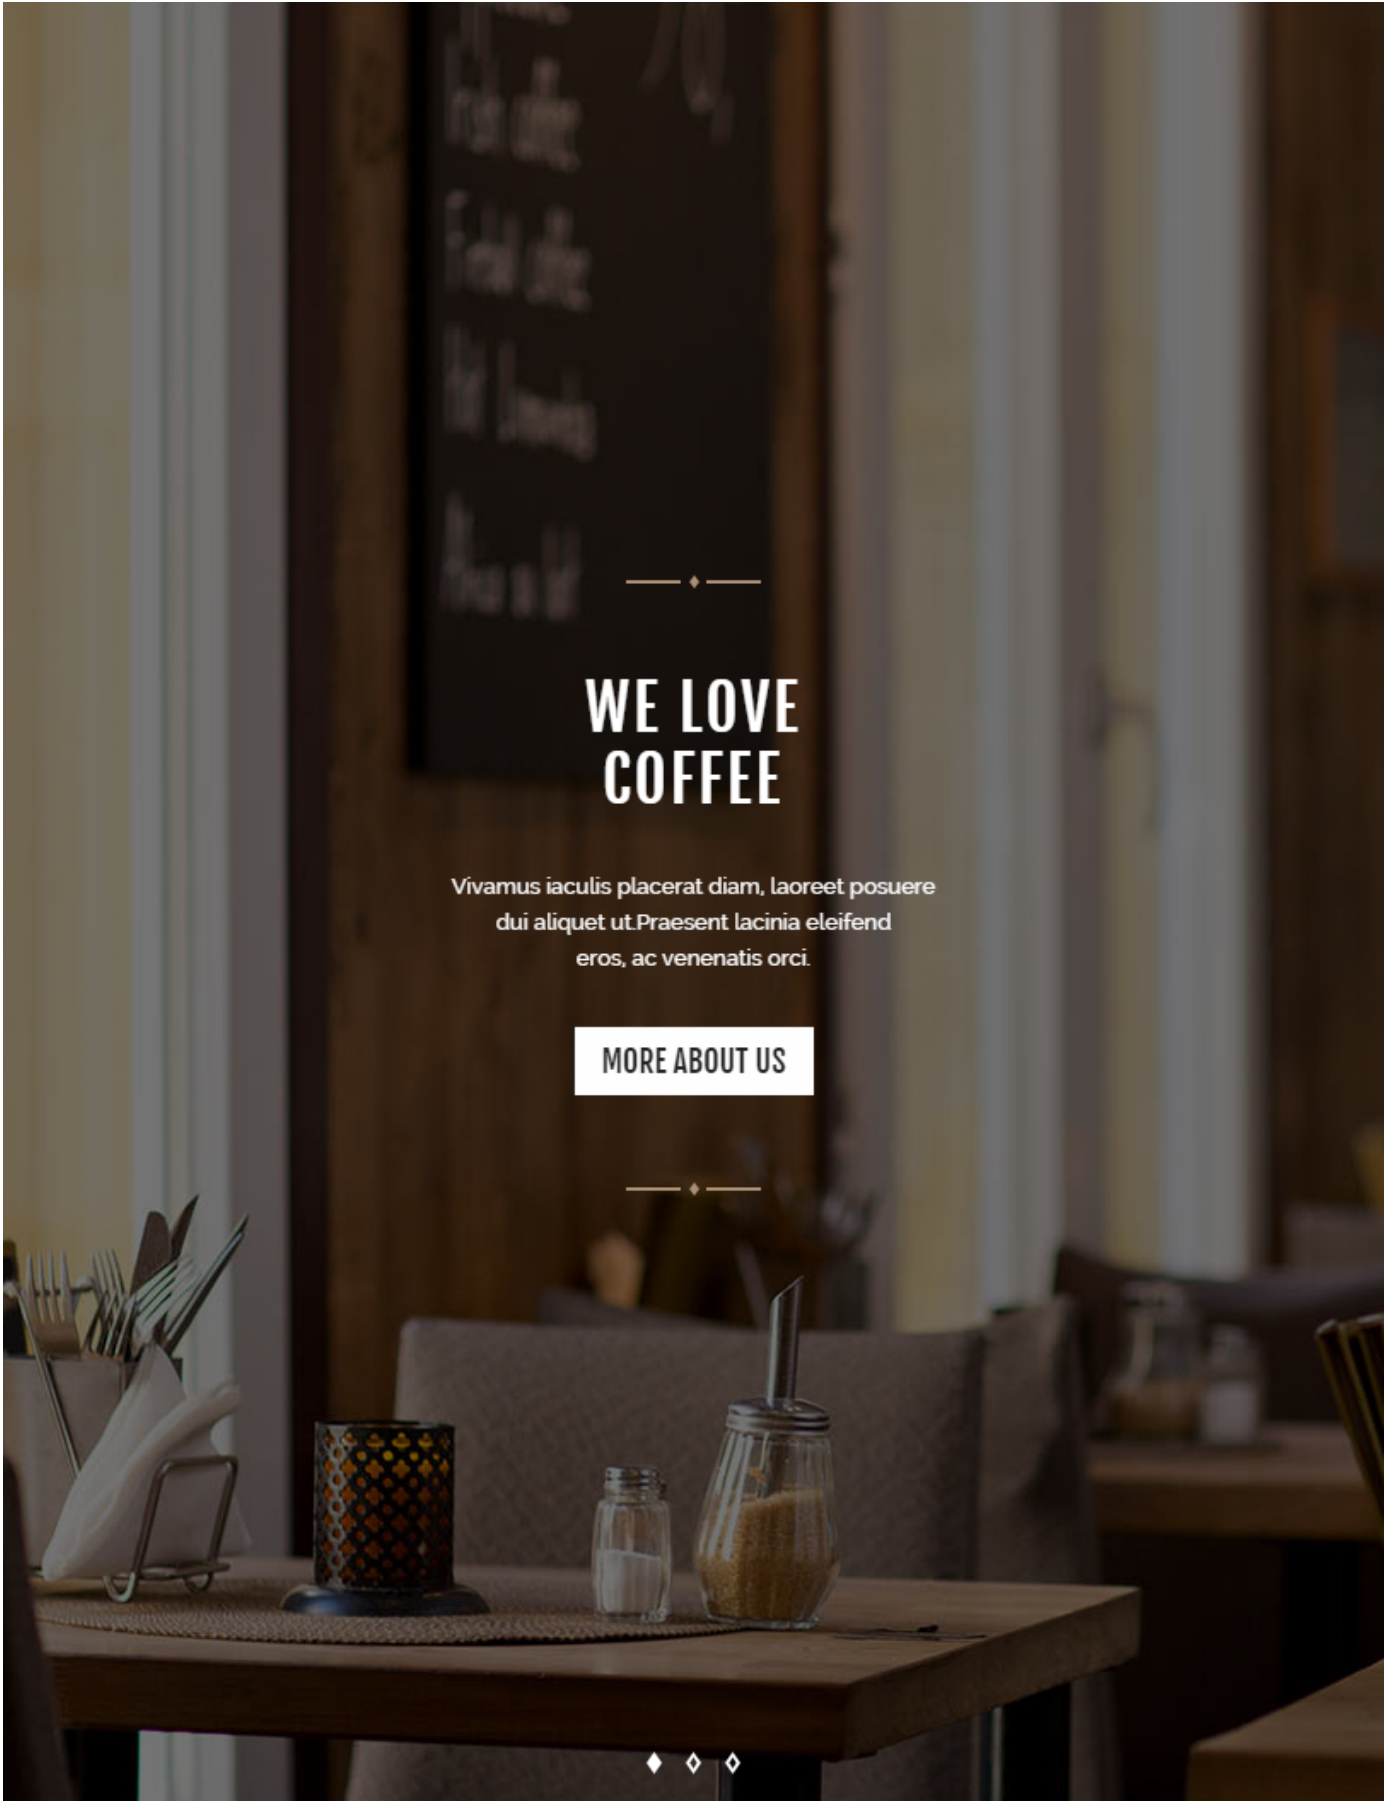 WE LOVE
COFFEE
Vivamus iaculis placerat diam, laoreet posuere
dui aliquet ut.Praesent lacinia eleifend
eros, ac venenatis orci.
MORE ABOUT US